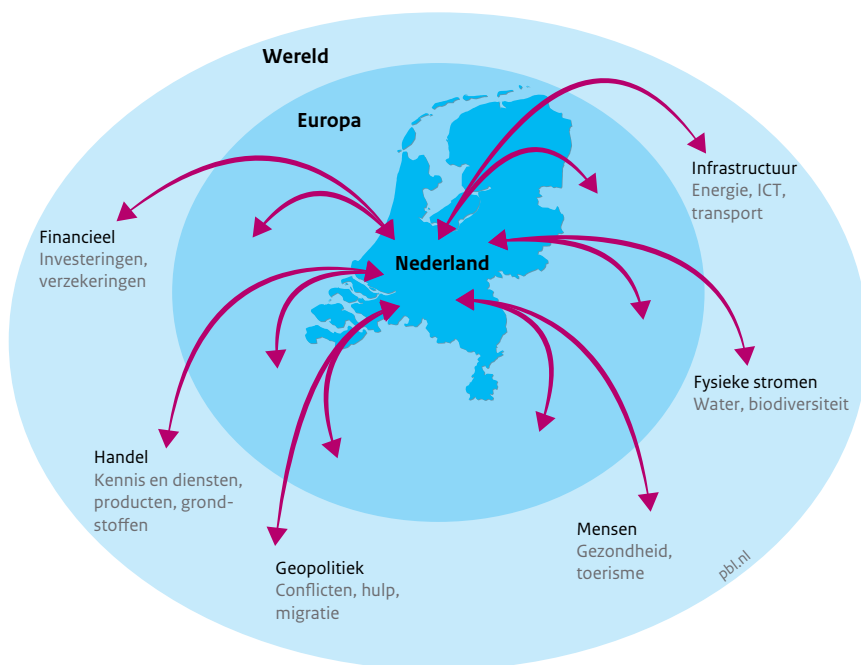 Wereld
Europa
Nederland
Infrastructuur
Energie, ICT,
transport
Financieel
Investeringen,
verzekeringen
Fysieke stromen
Water, biodiversiteit
Handel
Kennis en diensten,
producten, grond-
stoffen
Mensen
Gezondheid,
toerisme
Geopolitiek
Conflicten, hulp,
migratie
pbl.nl